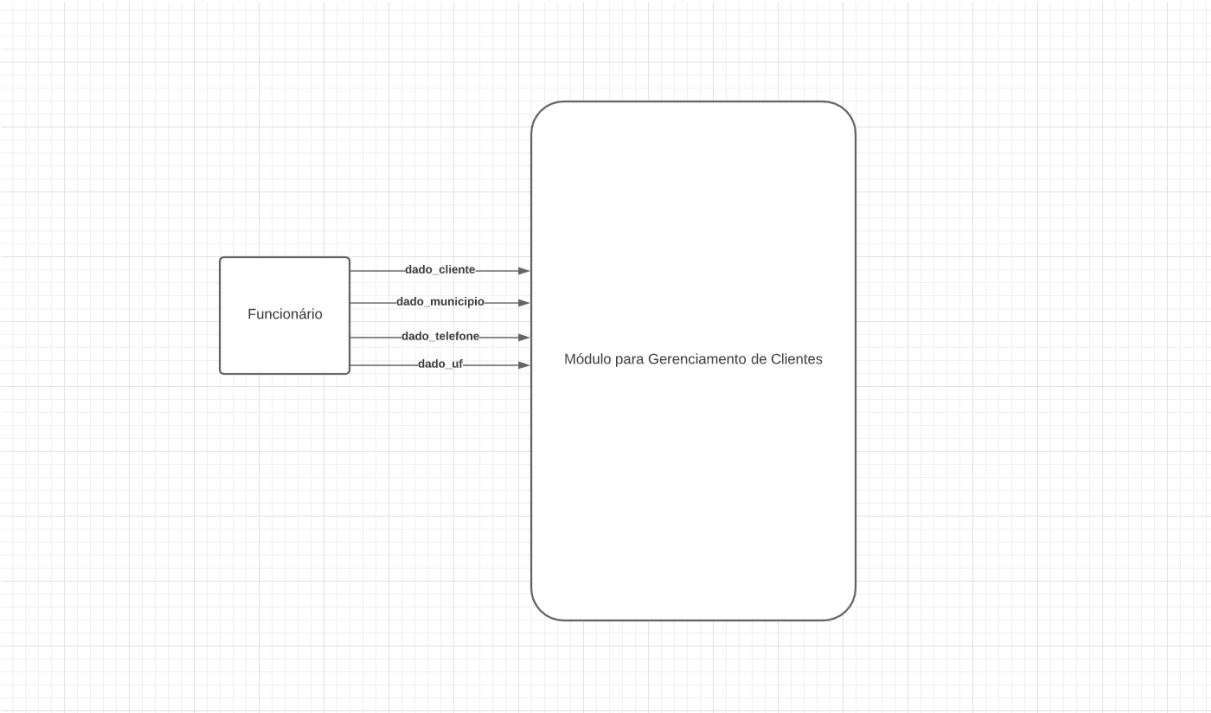 dado_cliente
dado_municipio
Funcionário
dado_telefone
Módulo para Gerenciamento de Clientes
dado_uf